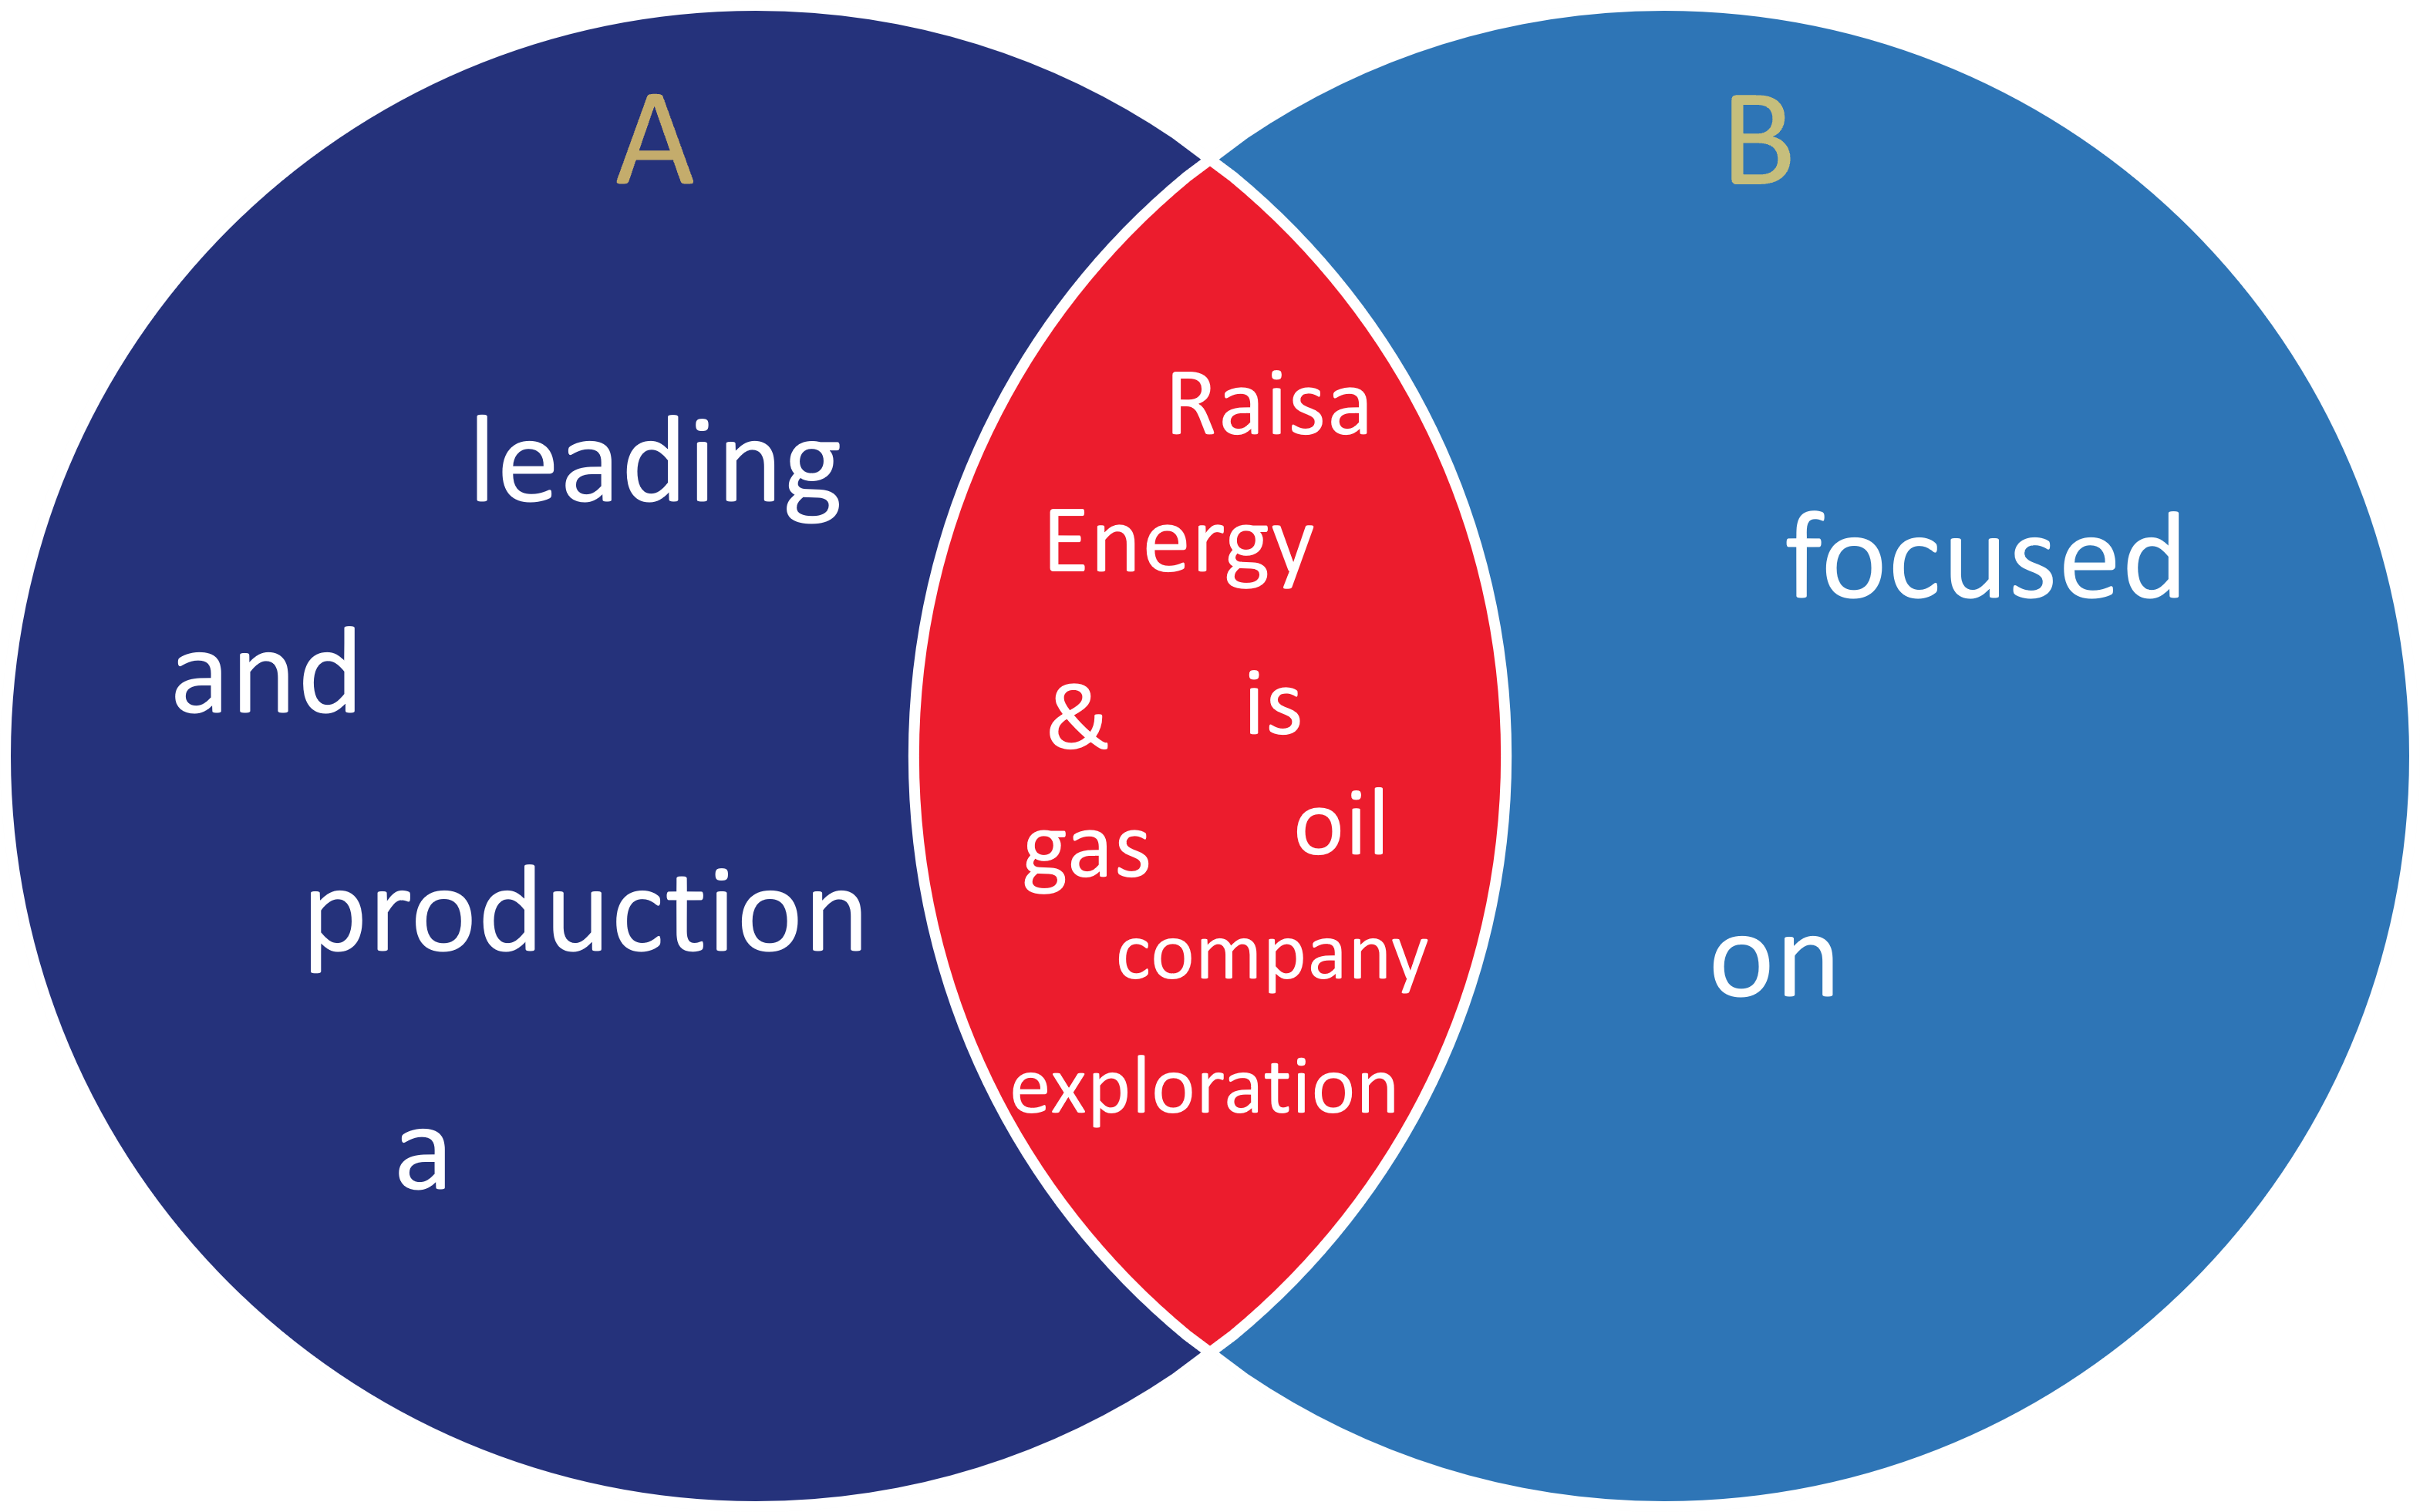 A
leading
and
production
a
Raisa
Energy
& is
gas oil
company
exploration
B
focused
on